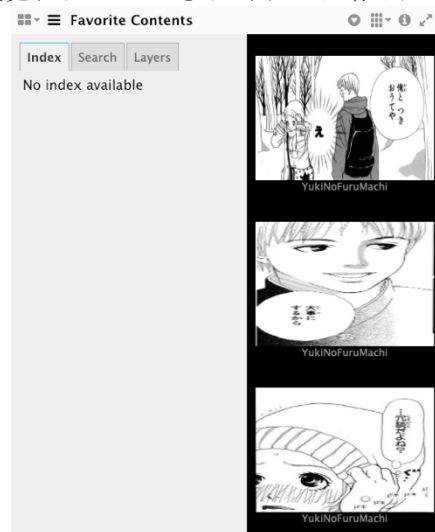 Favorite Contents
Index
Search
Layers
No index available
俺と
つき
おうてや
え
YukiNoFuruMachi
大事に
するから
YukiNoFuruMachi
YukiNoFuruMachi